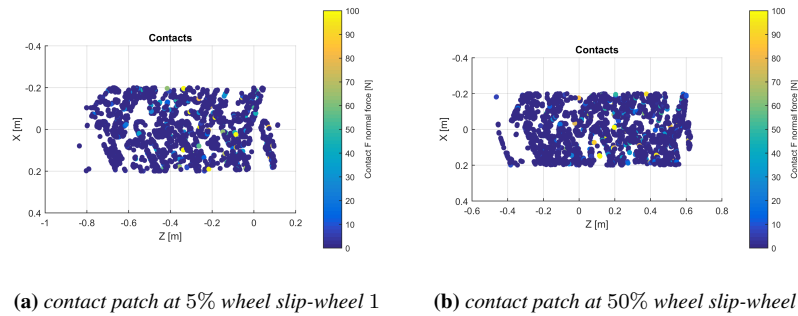 Contacts
-0.4
-0.2
0
0.2
0.4
X [m]
-1 -0.8 -0.6 -0.4 -0.2 0 0.2
Z [m]
100
90
80
70
60
50
40
30
20
10
0
Contact F normal force [N]
Contacts
-0.4
-0.2
0
0.2
0.4
X [m]
-0.6 -0.4 -0.2 0 0.2 0.4 0.6 0.8
Z [m]
100
90
80
70
60
50
40
30
20
10
0
Contact F normal force [N]
(a) contact patch at 5% wheel slip-wheel 1
(b) contact patch at 50% wheel slip-wheel